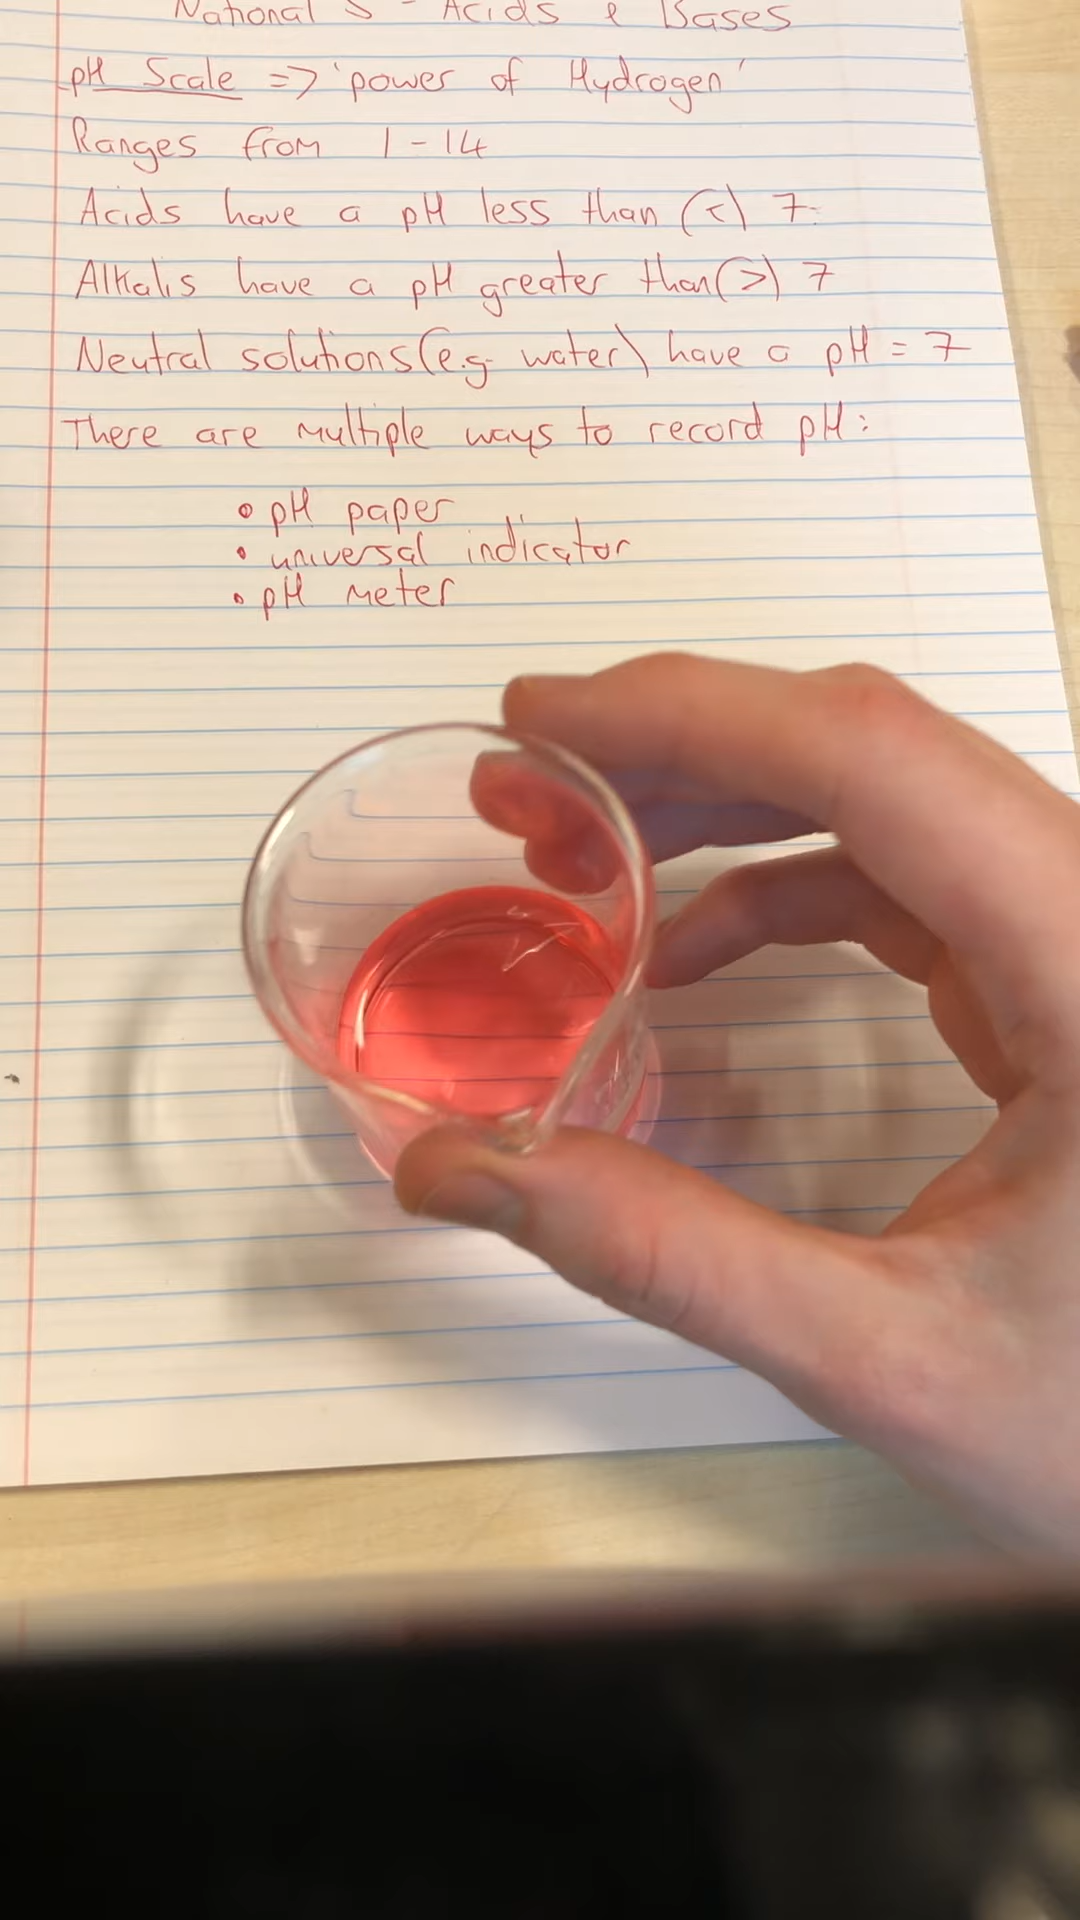 National 5 - Acids & Bases
pH Scale => 'power of Hydrogen'
Ranges from 1-14
Acids have a pH less than (<) 7.
Alkalis have a pH greater than (>) 7
Neutral solutions (e.g. water) have a pH = 7
There are multiple ways to record pH:
• pH paper
• universal indicator
• pH meter